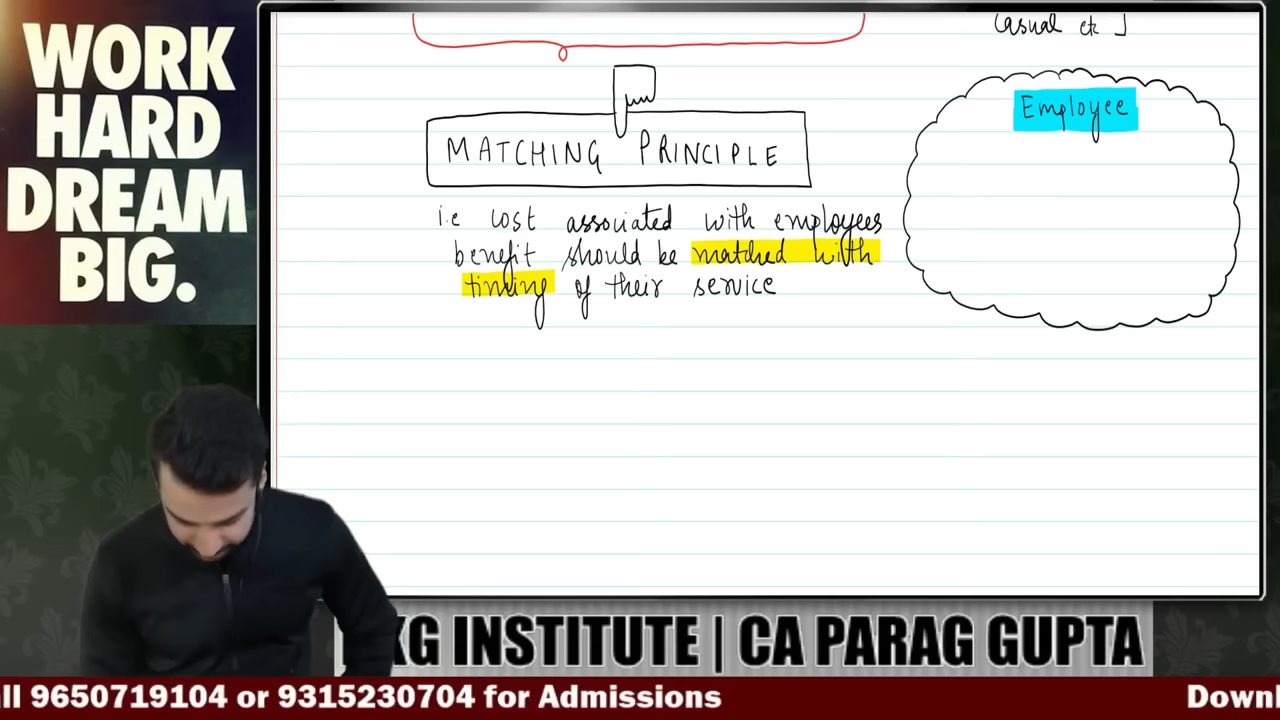 WORK
HARD
DREAM
BIG.
Casual etc ]
Employee
MATCHING PRINCIPLE
i.e cost associated with employees
benefit should be matched with
timing of their service
KG INSTITUTE | CA PARAG GUPTA
ll 9650719104 or 9315230704 for Admissions
Downl